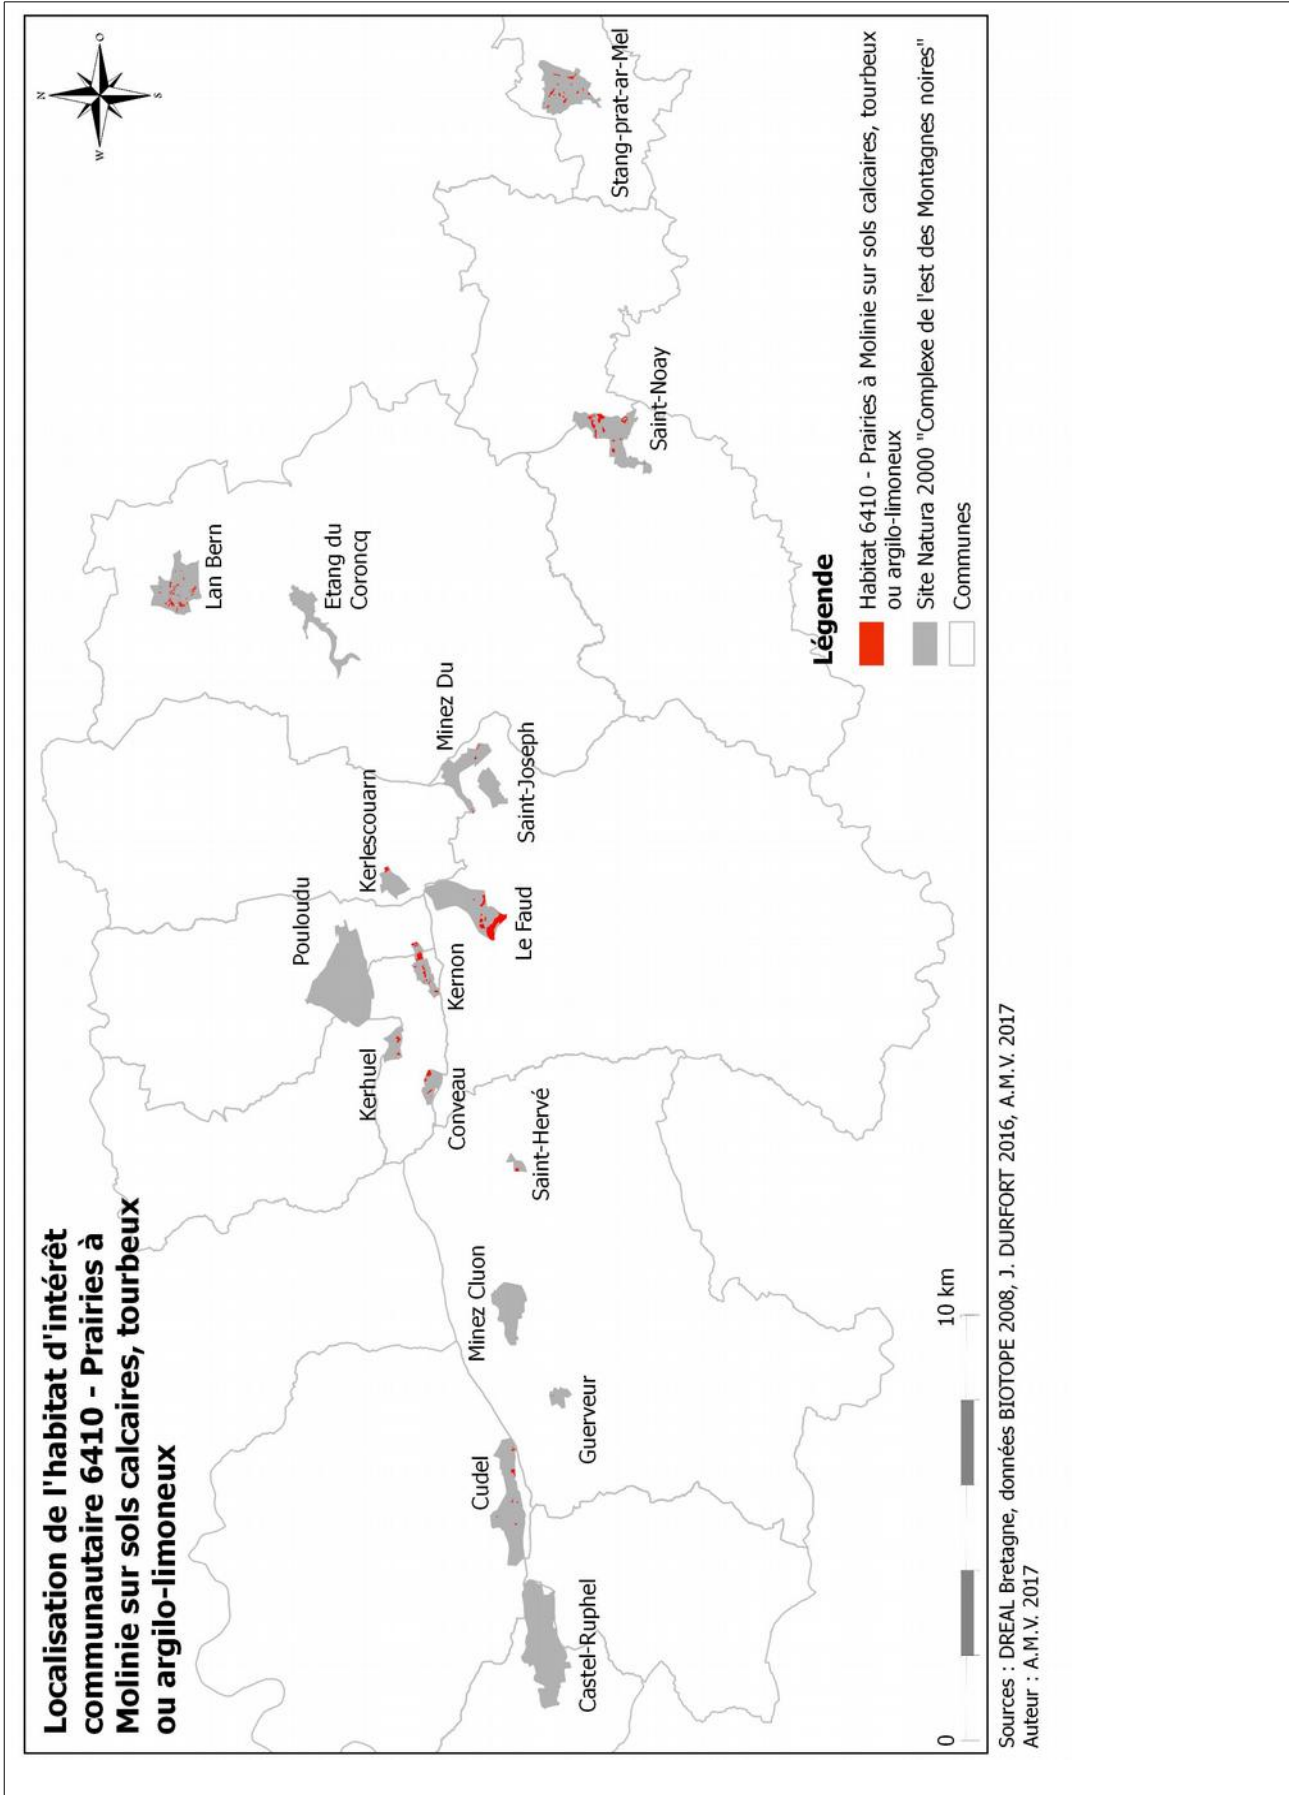 Localisation de l'habitat d'intérêt
communautaire 6410 - Prairies à
Molinie sur sols calcaires, tourbeux
ou argilo-limoneux
N
W
O
S
Lan Bern
Etang du
Coroncq
Pouloudu
Kerlescouarn
Minez Du
Saint-Joseph
Kerhuel
Kernon
Conveau
Le Faud
Saint-Hervé
Minez Cluon
Cudel
Guerveur
Castel-Ruphel
Saint-Noay
Stang-prat-ar-Mel
Légende
Habitat 6410 - Prairies à Molinie sur sols calcaires, tourbeux
ou argilo-limoneux
Site Natura 2000 "Complexe de l'est des Montagnes noires"
Communes
0
10 km
Sources : DREAL Bretagne, données BIOTOPE 2008, J. DURFORT 2016, A.M.V. 2017
Auteur : A.M.V. 2017